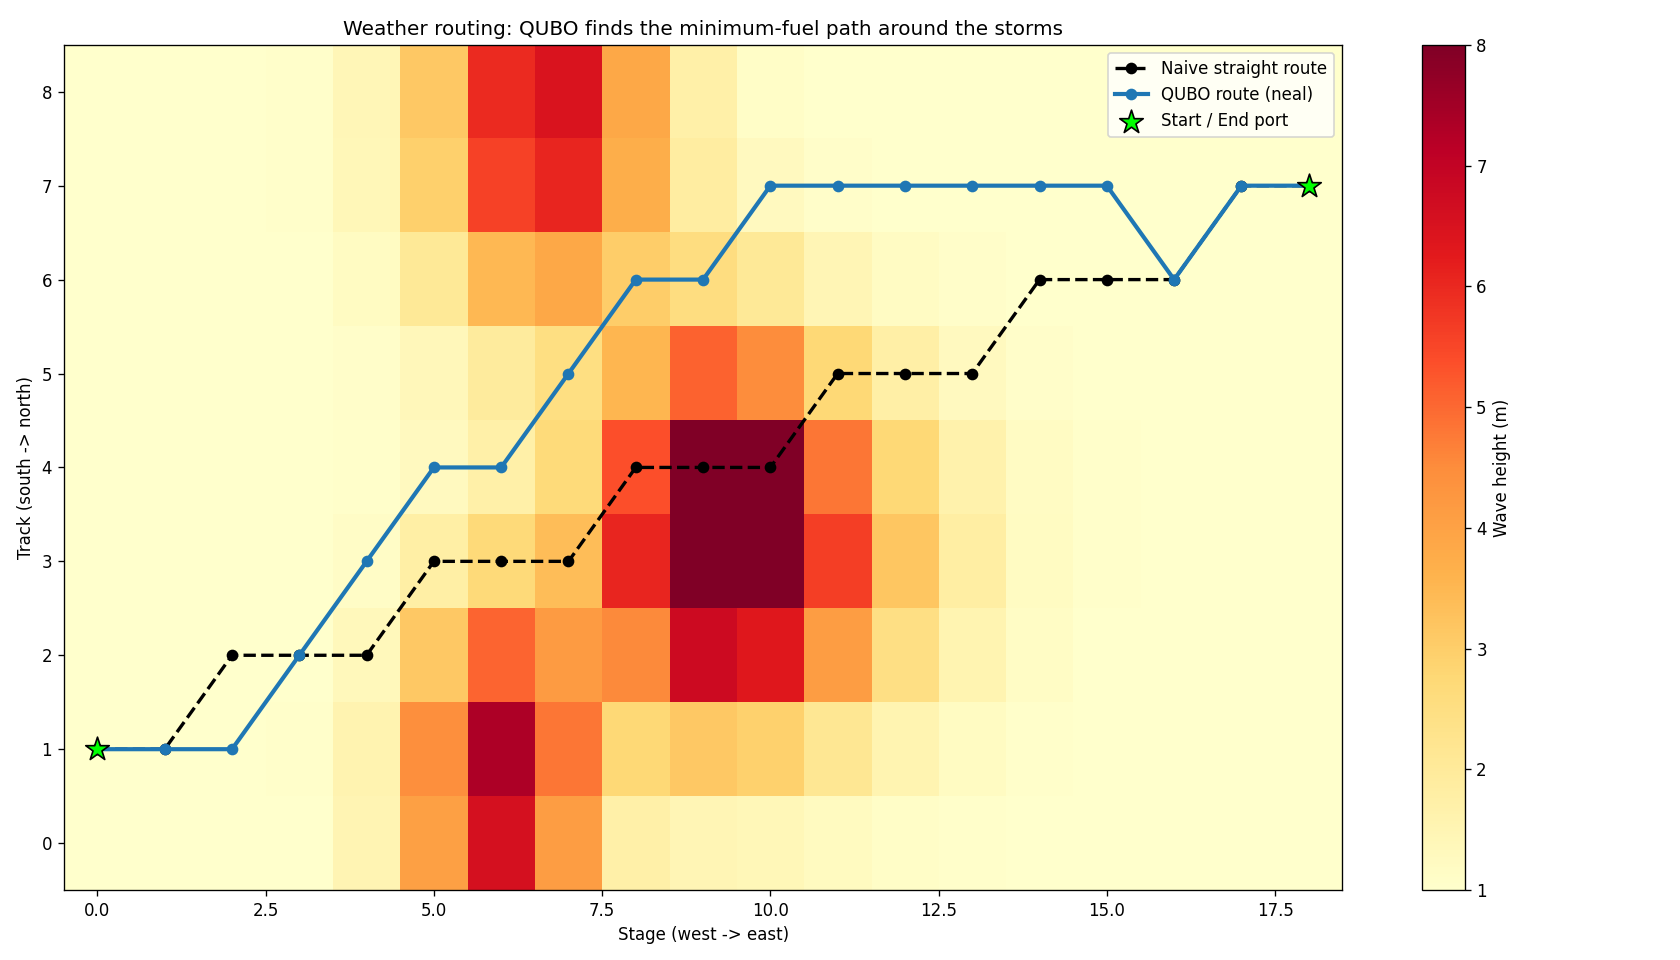 Weather routing: QUBO finds the minimum-fuel path around the storms
Naive straight route
QUBO route (neal)
Start / End port
8
7
6
5
4
3
2
1
0
Track (south -> north)
0.0 2.5 5.0 7.5 10.0 12.5 15.0 17.5
Stage (west -> east)
8
7
6
5
4
3
2
1
Wave height (m)